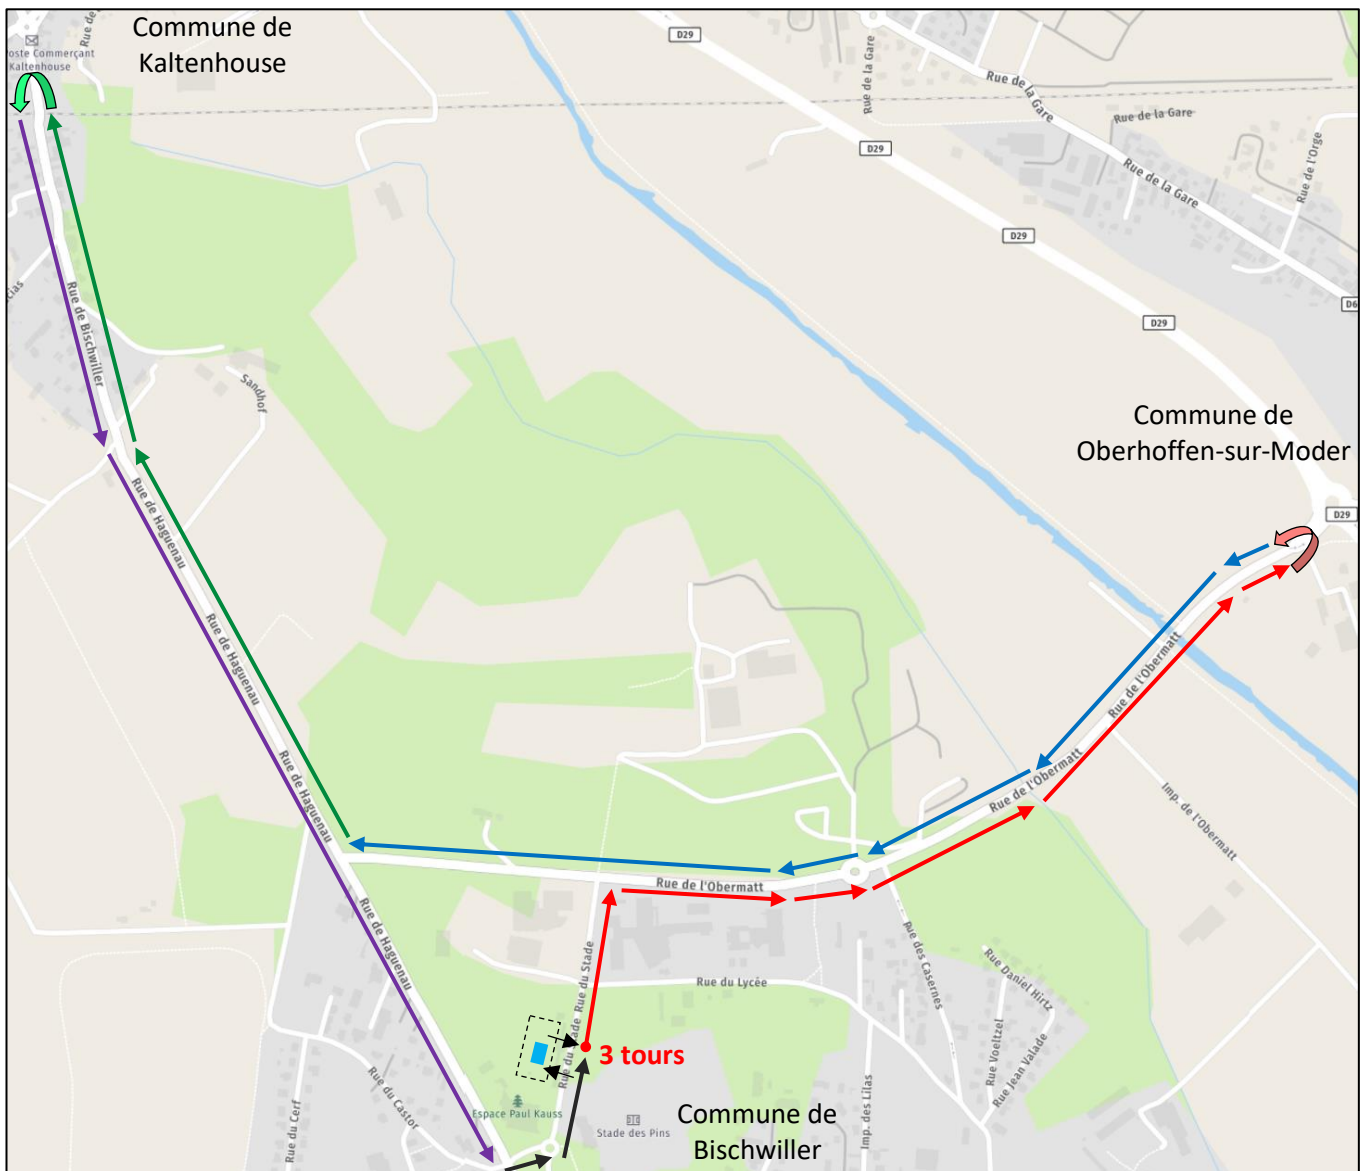 Commune de
Kaltenhouse
Rue de
Poste Commerçant
Kaltenhouse
D29
Rue de la Gare
Rue de la Gare
Rue de la Gare
D29
Rue de la Gare
Rue de l'Orge
D29
D29
Rue de Bischwiller
Sandhof
Commune de
Oberhoffen-sur-Moder
D29
Rue de Haguenau
Rue de Haguenau
Rue de l'Obermatt
Rue de Haguenau
Rue de l'Obermatt
Imp. de l'Obermatt
Rue de l'Obermatt
Rue de Haguenau
Rue du Stade
Rue des Casernes
Rue du Lycée
Rue Daniel Hirtz
Rue du Stade
3 tours
Rue Voeltzel
Rue Jean Valade
Rue du Castor
Rue du Cerf
Espace Paul Kauss
Stade des Pins
Commune de
Bischwiller
Imp. des Lilas